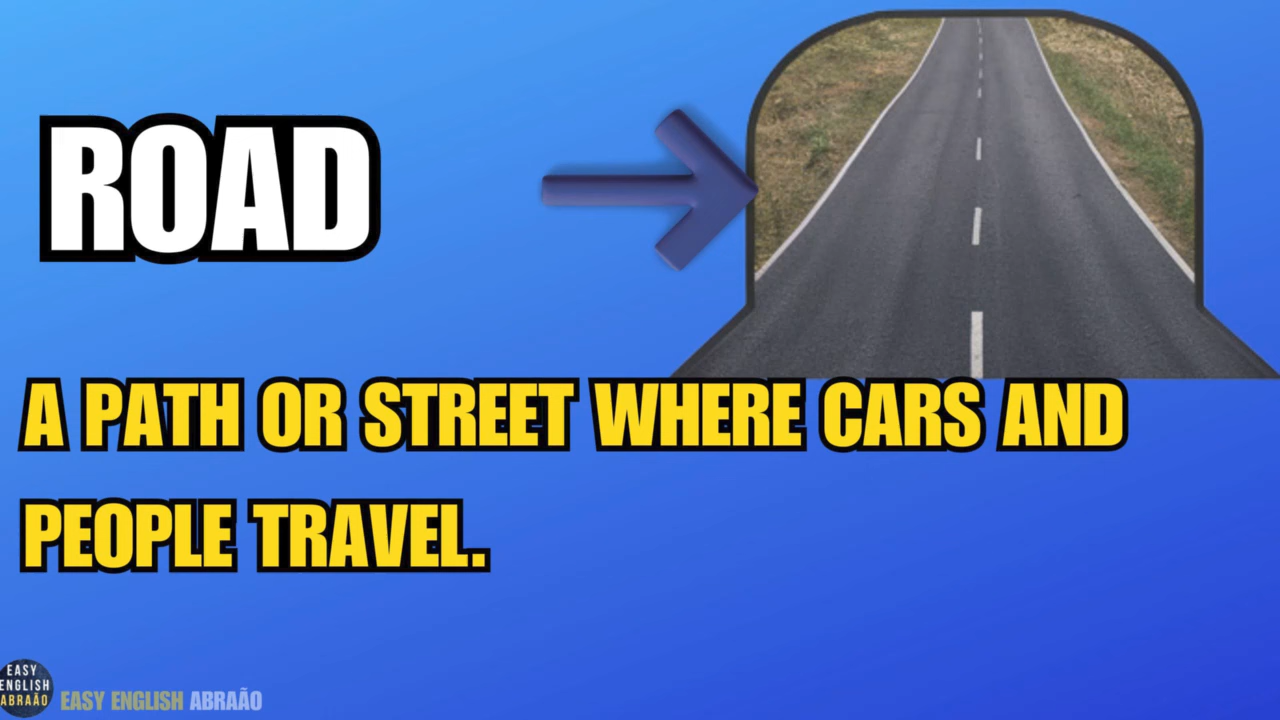 ROAD
A PATH OR STREET WHERE CARS AND
PEOPLE TRAVEL.
EASY
ENGLISH
ABRAÃO
EASY ENGLISH ABRAÃO